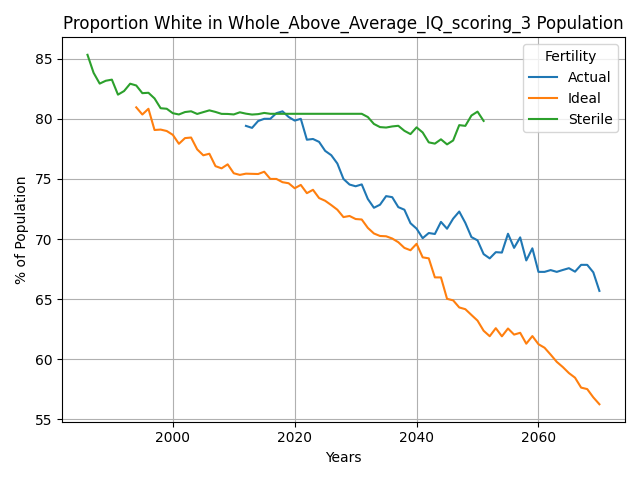 Proportion White in Whole_Above_Average_IQ_scoring_3 Population
% of Population
85
80
75
70
65
60
55
Fertility
Actual
Ideal
Sterile
2000
2020
2040
2060
Years